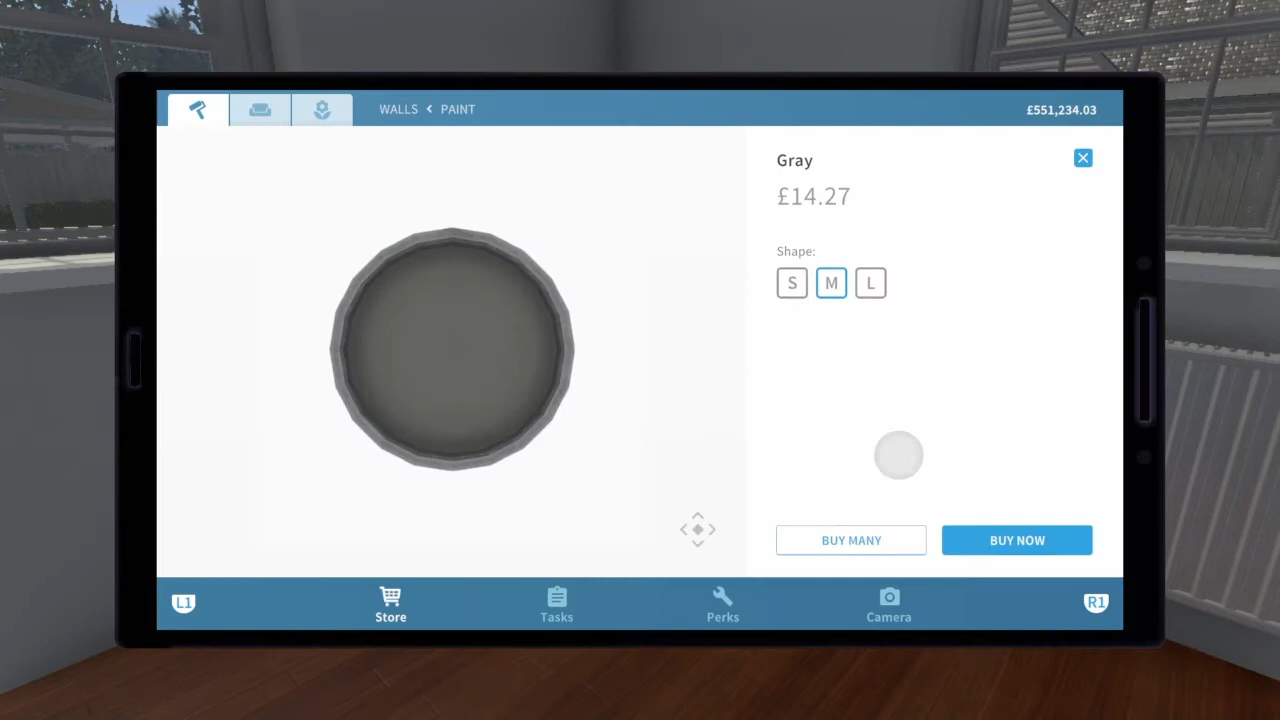 WALLS < PAINT
£551,234.03
Gray
£14.27
Shape:
S M L
BUY MANY
BUY NOW
L1
Store
Tasks
Perks
Camera
R1